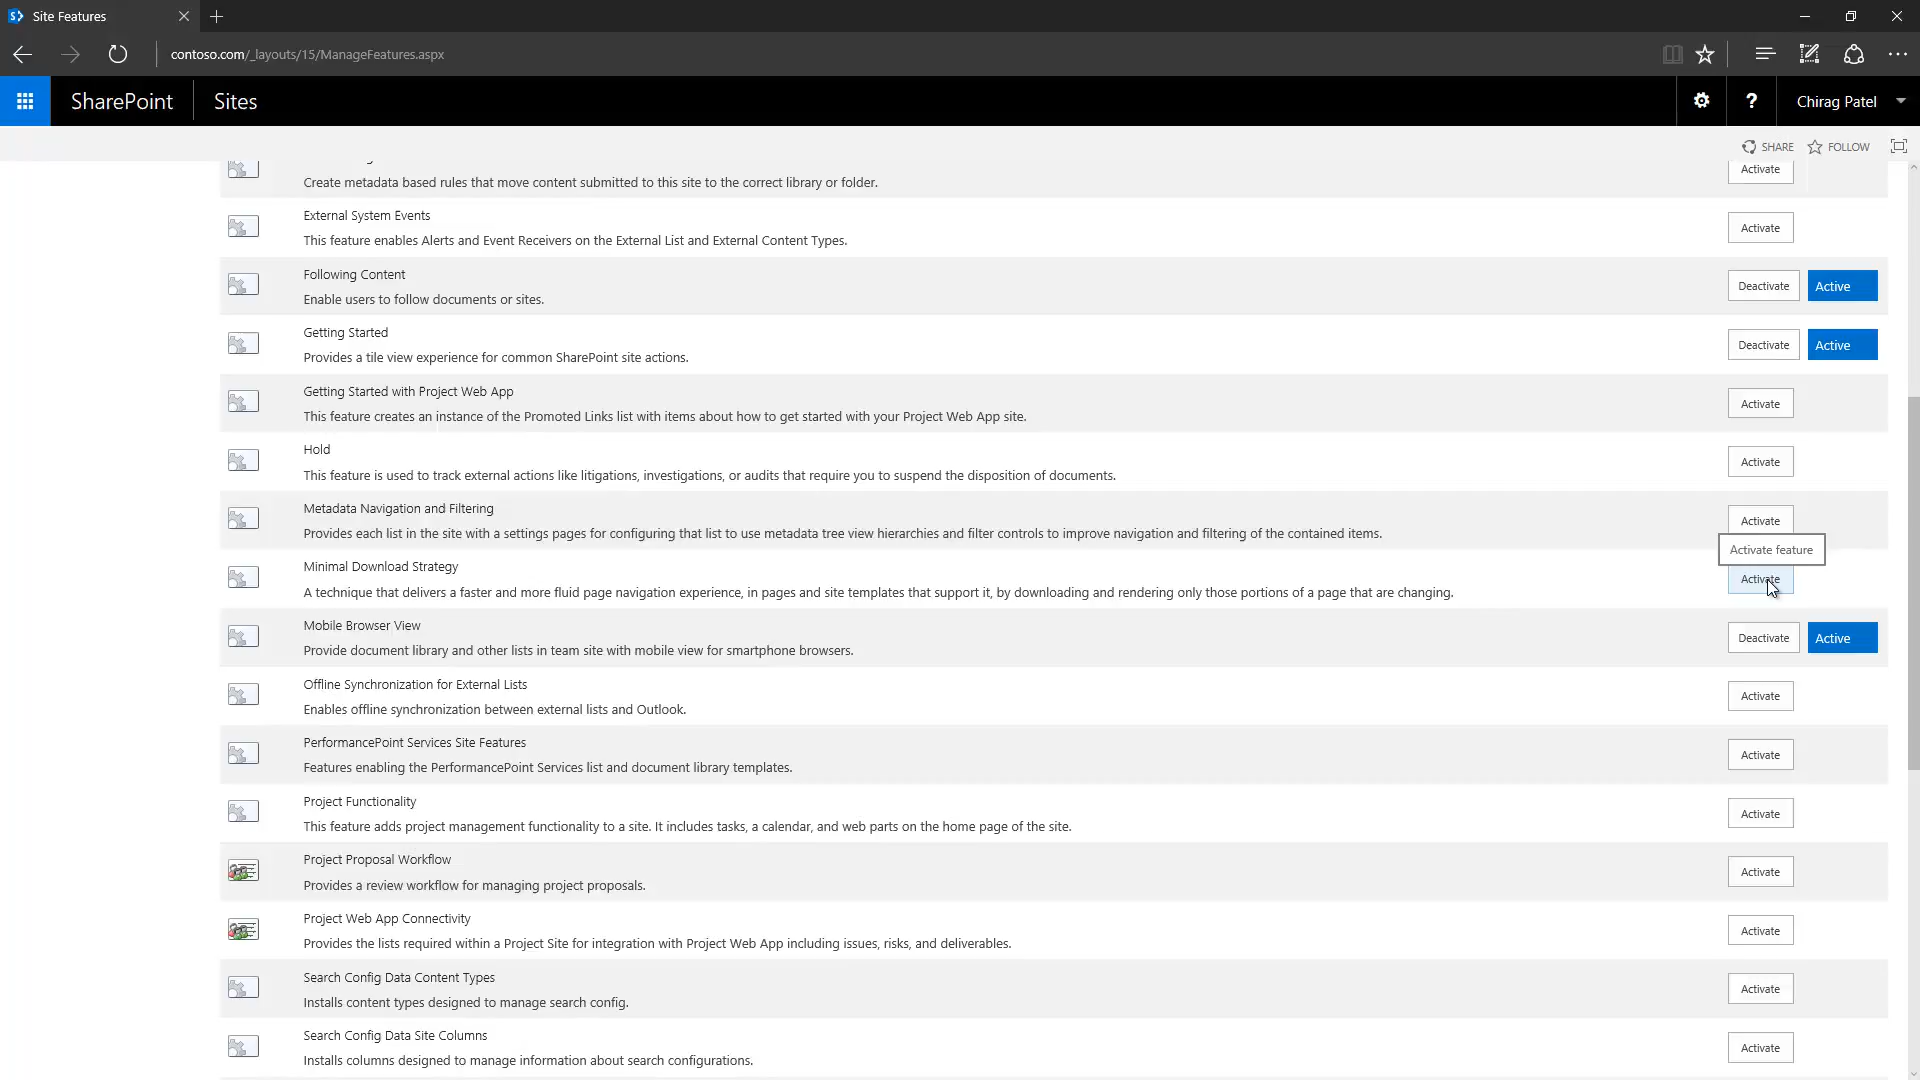 Site Features
contoso.com/_layouts/15/ManageFeatures.aspx
SharePoint Sites ? Chirag Patel
SHARE FOLLOW
Create metadata based rules that move content submitted to this site to the correct library or folder.
Activate
External System Events
This feature enables Alerts and Event Receivers on the External List and External Content Types.
Activate
Following Content
Enable users to follow documents or sites.
Deactivate Active
Getting Started
Provides a tile view experience for common SharePoint site actions.
Deactivate Active
Getting Started with Project Web App
This feature creates an instance of the Promoted Links list with items about how to get started with your Project Web App site.
Activate
Hold
This feature is used to track external actions like litigations, investigations, or audits that require you to suspend the disposition of documents.
Activate
Metadata Navigation and Filtering
Provides each list in the site with a settings pages for configuring that list to use metadata tree view hierarchies and filter controls to improve navigation and filtering of the contained items.
Activate
Activate feature
Minimal Download Strategy
A technique that delivers a faster and more fluid page navigation experience, in pages and site templates that support it, by downloading and rendering only those portions of a page that are changing.
Activate
Mobile Browser View
Provide document library and other lists in team site with mobile view for smartphone browsers.
Deactivate Active
Offline Synchronization for External Lists
Enables offline synchronization between external lists and Outlook.
Activate
PerformancePoint Services Site Features
Features enabling the PerformancePoint Services list and document library templates.
Activate
Project Functionality
This feature adds project management functionality to a site. It includes tasks, a calendar, and web parts on the home page of the site.
Activate
Project Proposal Workflow
Provides a review workflow for managing project proposals.
Activate
Project Web App Connectivity
Provides the lists required within a Project Site for integration with Project Web App including issues, risks, and deliverables.
Activate
Search Config Data Content Types
Installs content types designed to manage search config.
Activate
Search Config Data Site Columns
Installs columns designed to manage information about search configurations.
Activate